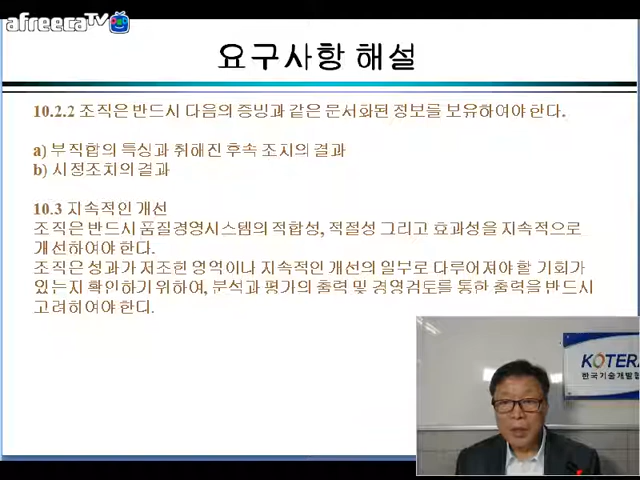 afreecaTV
요구사항 해설
10.2.2 조직은 반드시 다음의 증빙과 같은 문서화된 정보를 보유하여야 한다.
a) 부적합의 특성과 취해진 후속 조치의 결과
b) 시정조치의 결과
10.3 지속적인 개선
조직은 반드시 품질경영시스템의 적합성, 적절성 그리고 효과성을 지속적으로
개선하여야 한다.
조직은 성과가 저조한 영역이나 지속적인 개선의 일부로 다루어져야 할 기회가
있는지 확인하기 위하여, 분석과 평가의 출력 및 경영검토를 통한 출력을 반드시
고려하여야 한다.
KOTERA
한국기술개발협